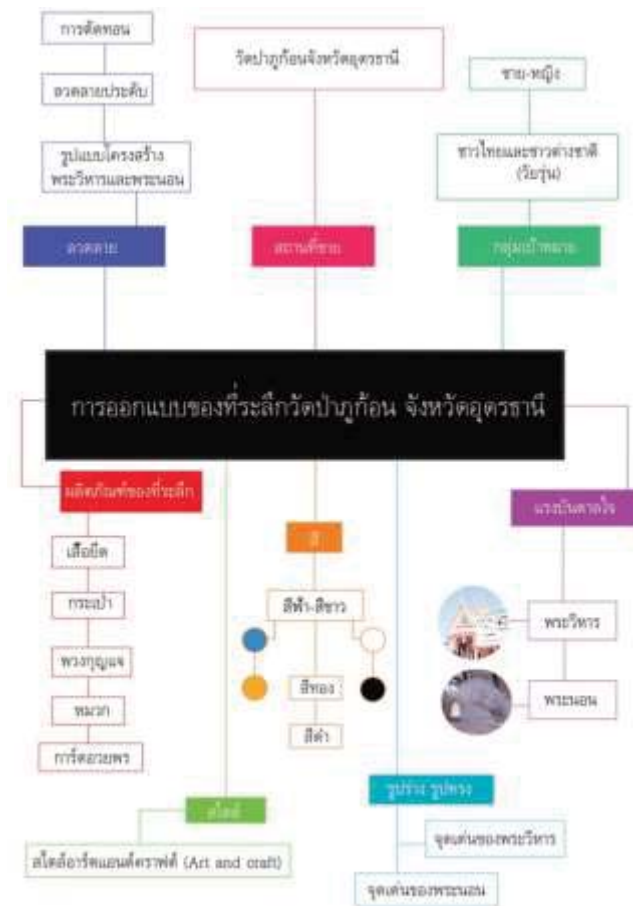 การตัดทอน
ลวดลายประดับ
รูปแบบโครงสร้าง
พระวิหารและพระนอน
ลวดลาย
วัดป่าภูก้อนจังหวัดอุดรธานี
สถานที่ขาย
ชาย-หญิง
ชาวไทยและชาวต่างชาติ
(วัยรุ่น)
กลุ่มเป้าหมาย
การออกแบบของที่ระลึกวัดป่าภูก้อน จังหวัดอุดรธานี
ผลิตภัณฑ์ของที่ระลึก
เสื้อยืด
กระเป๋า
พวงกุญแจ
หมวก
การ์ดอวยพร
สี
สีฟ้า-สีขาว
สีทอง
สีดำ
แรงบันดาลใจ
พระวิหาร
พระนอน
สไตล์
สไตล์อาร์ตแอนด์คราฟต์ (Art and craft)
รูปร่าง รูปทรง
จุดเด่นของพระวิหาร
จุดเด่นของพระนอน